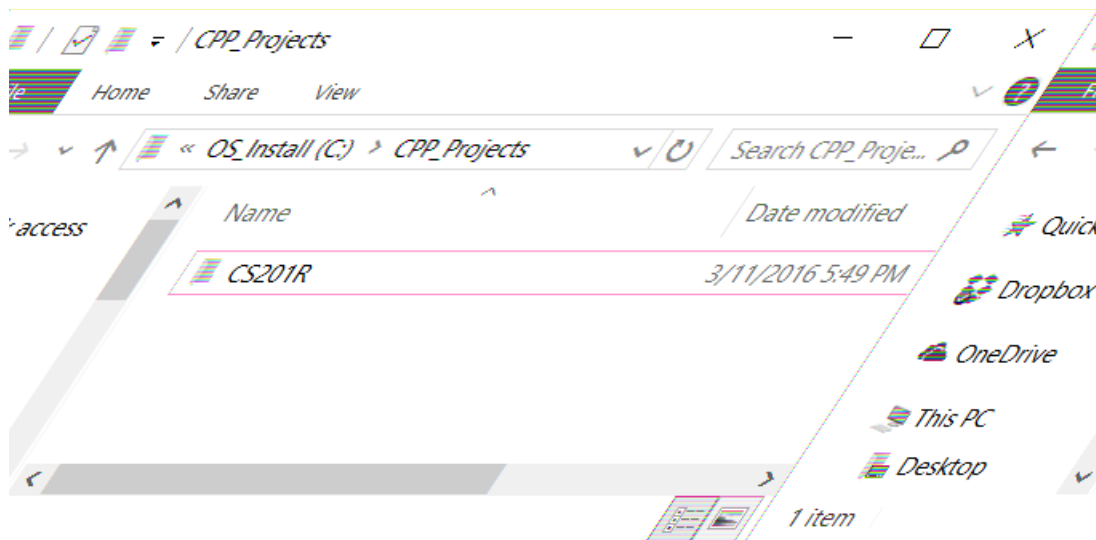 CPP_Projects
Home Share View
« OS_Install (C:) > CPP_Projects
Search CPP_Proje...
Name Date modified
access
Quick
CS201R 3/11/2016 5:49 PM
Dropbox
OneDrive
This PC
Desktop
1 item